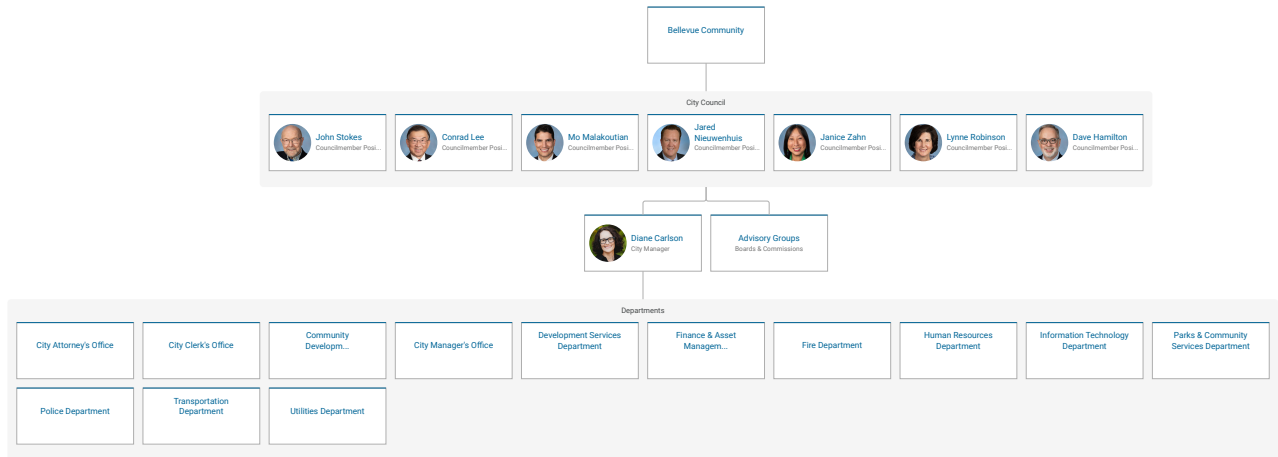 Bellevue Community
City Council
John Stokes
Councilmember Posi...
Conrad Lee
Councilmember Posi...
Mo Malakoutian
Councilmember Posi...
Jared
Nieuwenhuis
Councilmember Posi...
Janice Zahn
Councilmember Posi...
Lynne Robinson
Councilmember Posi...
Dave Hamilton
Councilmember Posi...
Diane Carlson
City Manager
Advisory Groups
Boards & Commissions
Departments
City Attorney's Office
City Clerk's Office
Community
Developm...
City Manager's Office
Development Services
Department
Finance & Asset
Managem...
Fire Department
Human Resources
Department
Information Technology
Department
Parks & Community
Services Department
Police Department
Transportation
Department
Utilities Department